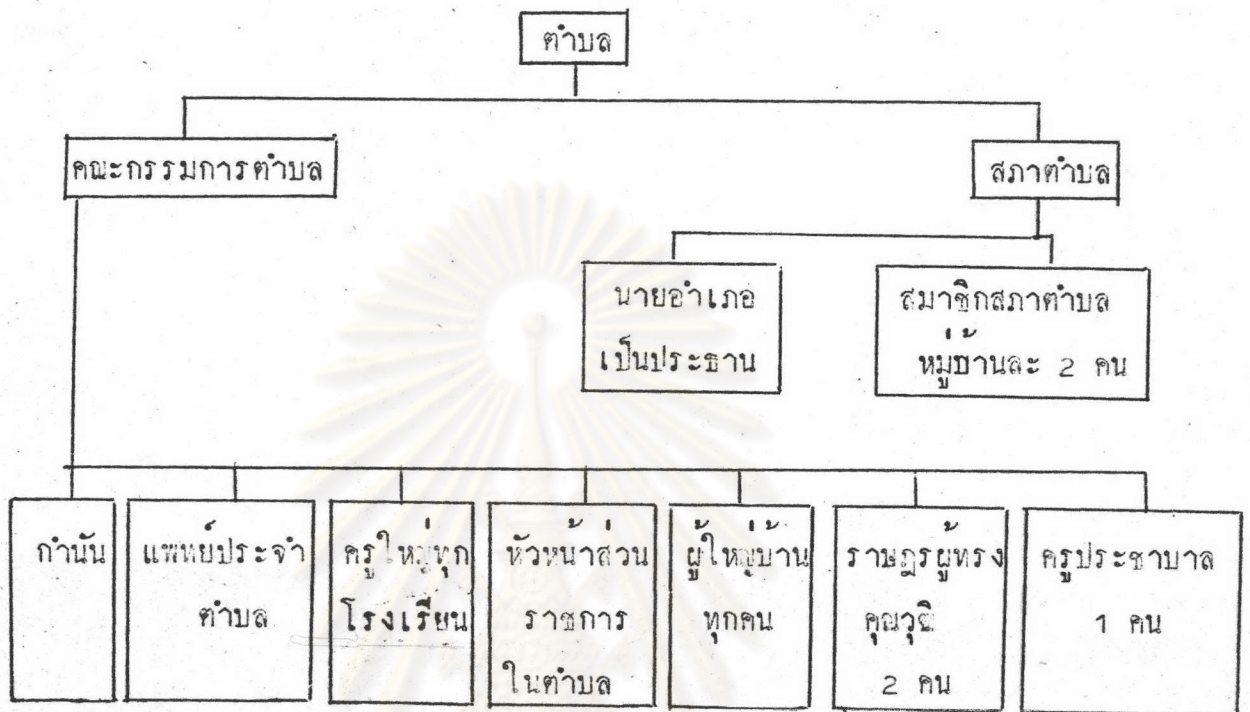 ตำบล
คณะกรรมการตำบล
สภาตำบล
นายอำเภอ
เป็นประธาน
สมาชิกสภาตำบล
หมู่บ้านละ 2 คน
กำนัน
แพทย์ประจำ
ตำบล
ครูใหญ่ทุก
โรงเรียน
หัวหน้าส่วน
ราชการ
ในตำบล
ผู้ใหญ่บ้าน
ทุกคน
ราษฎรผู้ทรง
คุณวุฒิ
2 คน
ครูประชาบาล
1 คน